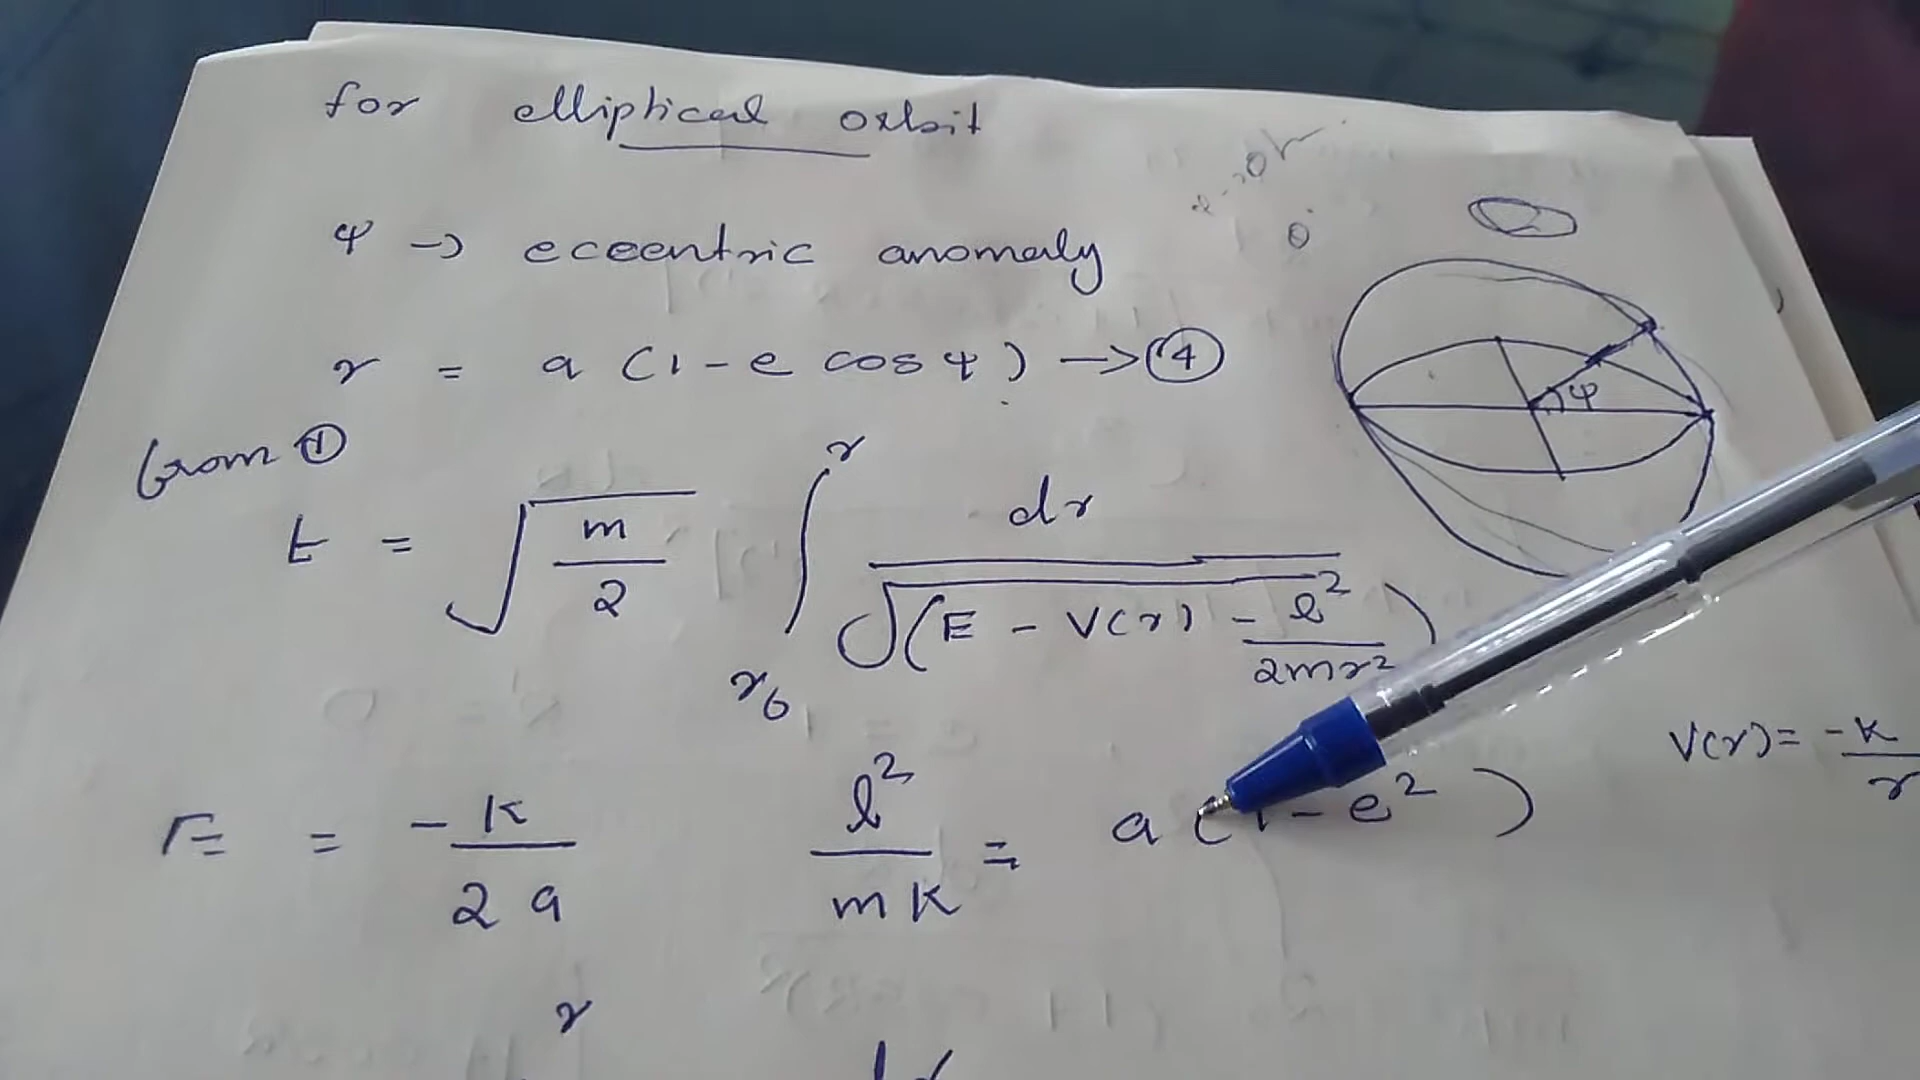 for elliptical orbit
ψ → eccentric anomaly
r = a (1 - e cos ψ) → ④
ψ
from ①
t = √(m/2) ∫_{r₀}^{r} dr / √(E - V(r) - l²/2mr²)
V(r) = -k/r
E = -k/2a   l²/mk = a(1 - e²)
r